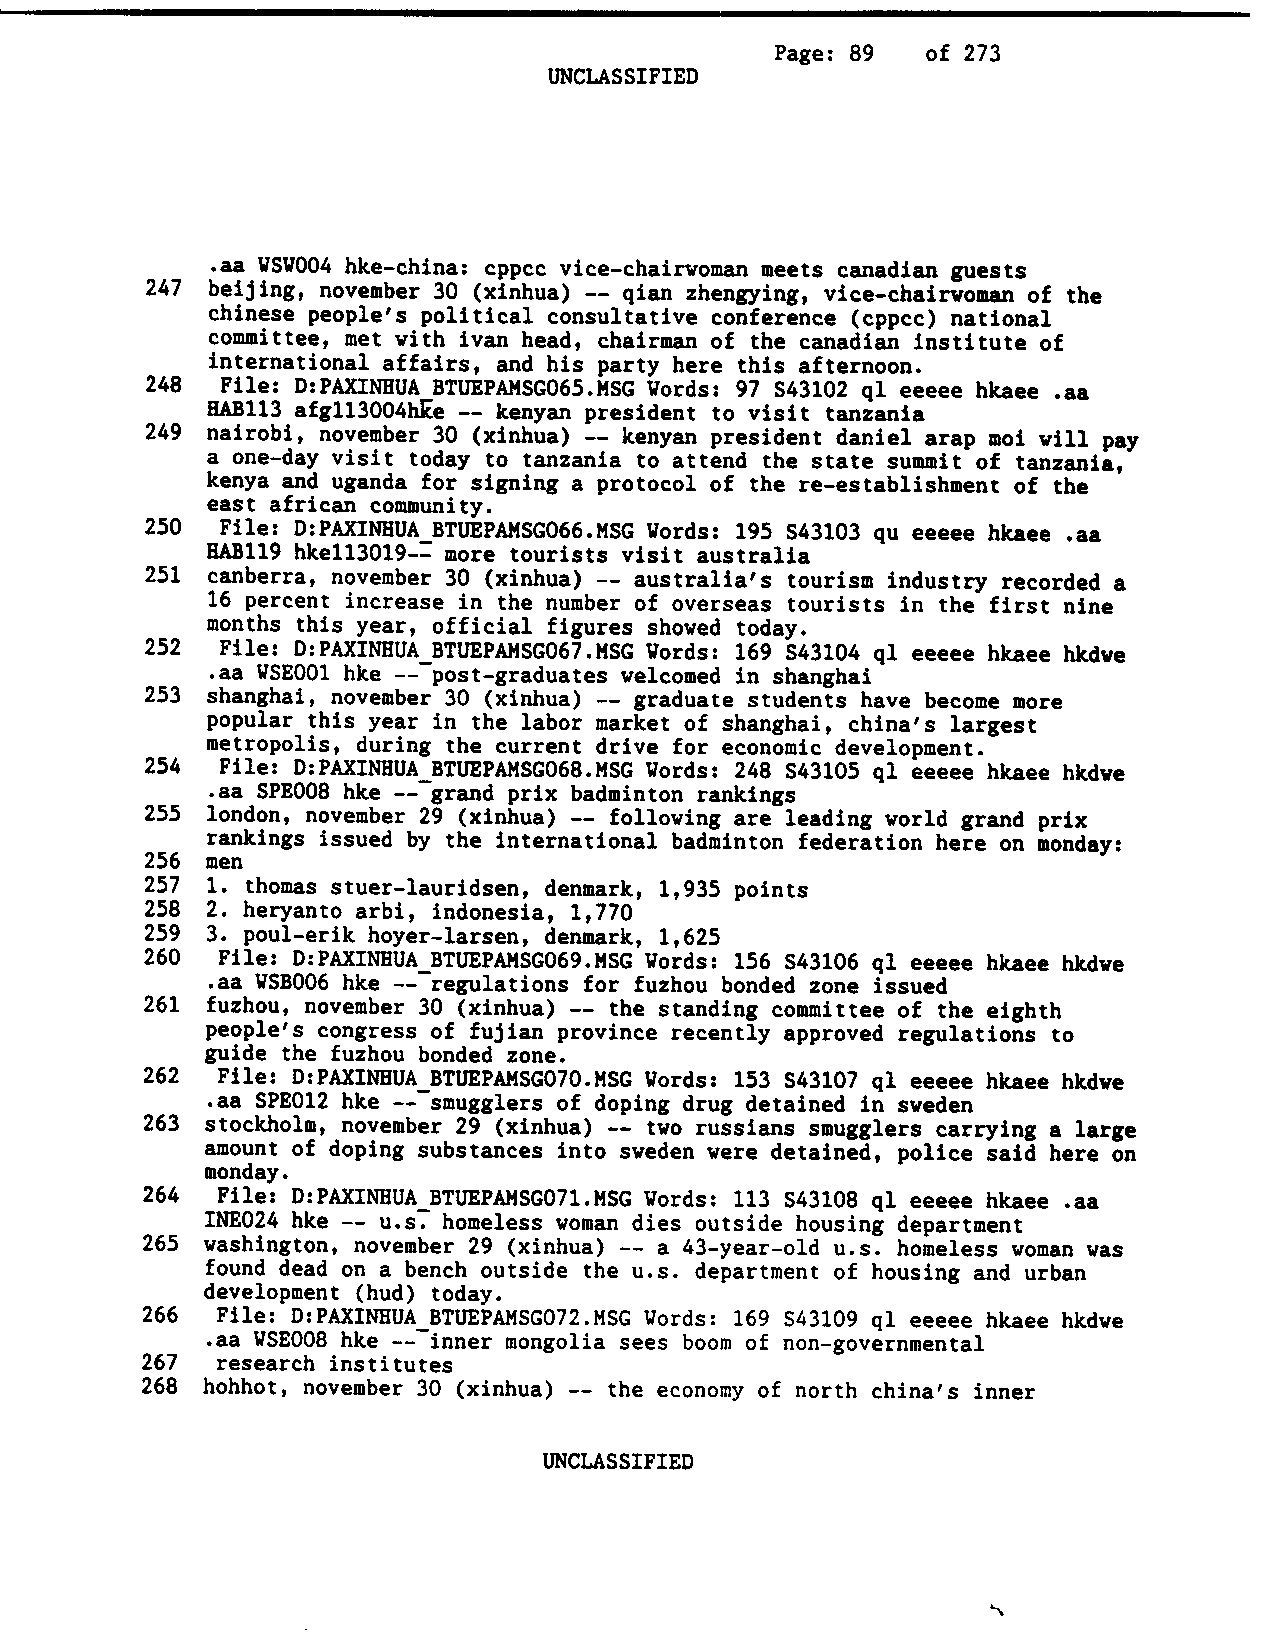 Page: 89 of 273
UNCLASSIFIED
.aa WSW004 hke-china: cppcc vice-chairwoman meets canadian guests
247 beijing, november 30 (xinhua) -- qian zhengying, vice-chairwoman of the
chinese people's political consultative conference (cppcc) national
committee, met with ivan head, chairman of the canadian institute of
international affairs, and his party here this afternoon.
248 File: D:PAXINHUA_BTUEPAMSG065.MSG Words: 97 S43102 ql eeeee hkaee .aa
HAB113 afg113004hke -- kenyan president to visit tanzania
249 nairobi, november 30 (xinhua) -- kenyan president daniel arap moi will pay
a one-day visit today to tanzania to attend the state summit of tanzania,
kenya and uganda for signing a protocol of the re-establishment of the
east african community.
250 File: D:PAXINHUA_BTUEPAMSG066.MSG Words: 195 S43103 qu eeeee hkaee .aa
HAB119 hke113019-- more tourists visit australia
251 canberra, november 30 (xinhua) -- australia's tourism industry recorded a
16 percent increase in the number of overseas tourists in the first nine
months this year, official figures showed today.
252 File: D:PAXINHUA_BTUEPAMSG067.MSG Words: 169 S43104 ql eeeee hkaee hkdwe
.aa WSE001 hke -- post-graduates welcomed in shanghai
253 shanghai, november 30 (xinhua) -- graduate students have become more
popular this year in the labor market of shanghai, china's largest
metropolis, during the current drive for economic development.
254 File: D:PAXINHUA_BTUEPAMSG068.MSG Words: 248 S43105 ql eeeee hkaee hkdwe
.aa SPE008 hke -- grand prix badminton rankings
255 london, november 29 (xinhua) -- following are leading world grand prix
rankings issued by the international badminton federation here on monday:
256 men
257 1. thomas stuer-lauridsen, denmark, 1,935 points
258 2. heryanto arbi, indonesia, 1,770
259 3. poul-erik hoyer-larsen, denmark, 1,625
260 File: D:PAXINHUA_BTUEPAMSG069.MSG Words: 156 S43106 ql eeeee hkaee hkdwe
.aa WSB006 hke -- regulations for fuzhou bonded zone issued
261 fuzhou, november 30 (xinhua) -- the standing committee of the eighth
people's congress of fujian province recently approved regulations to
guide the fuzhou bonded zone.
262 File: D:PAXINHUA_BTUEPAMSG070.MSG Words: 153 S43107 ql eeeee hkaee hkdwe
.aa SPE012 hke -- smugglers of doping drug detained in sweden
263 stockholm, november 29 (xinhua) -- two russians smugglers carrying a large
amount of doping substances into sweden were detained, police said here on
monday.
264 File: D:PAXINHUA_BTUEPAMSG071.MSG Words: 113 S43108 ql eeeee hkaee .aa
INE024 hke -- u.s. homeless woman dies outside housing department
265 washington, november 29 (xinhua) -- a 43-year-old u.s. homeless woman was
found dead on a bench outside the u.s. department of housing and urban
development (hud) today.
266 File: D:PAXINHUA_BTUEPAMSG072.MSG Words: 169 S43109 ql eeeee hkaee hkdwe
.aa WSE008 hke -- inner mongolia sees boom of non-governmental
267 research institutes
268 hohhot, november 30 (xinhua) -- the economy of north china's inner
UNCLASSIFIED